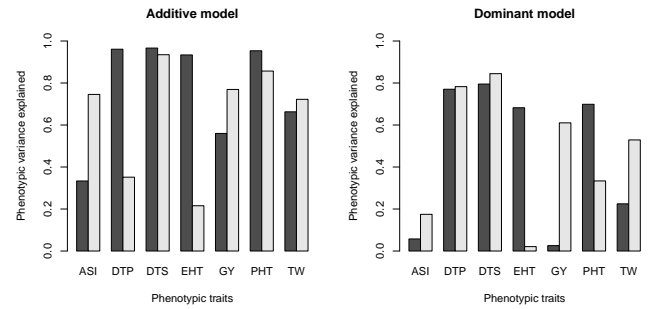 Additive model
Phenotypic variance explained
1.0
0.8
0.6
0.4
0.2
0.0
ASI DTP DTS EHT GY PHT TW
Phenotypic traits
Dominant model
Phenotypic variance explained
1.0
0.8
0.6
0.4
0.2
0.0
ASI DTP DTS EHT GY PHT TW
Phenotypic traits